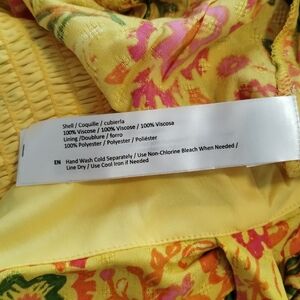 Shell / Coquille / cubierla
100% Viscose / 100% Viscose / 100% Viscosa
Lining /Doublure / forro
100% Polyester / Polyester / Poliéster
EN Hand Wash Cold Separately / Use Non-Chlorine Bleach When Needed /
Line Dry / Use Cool Iron if Needed